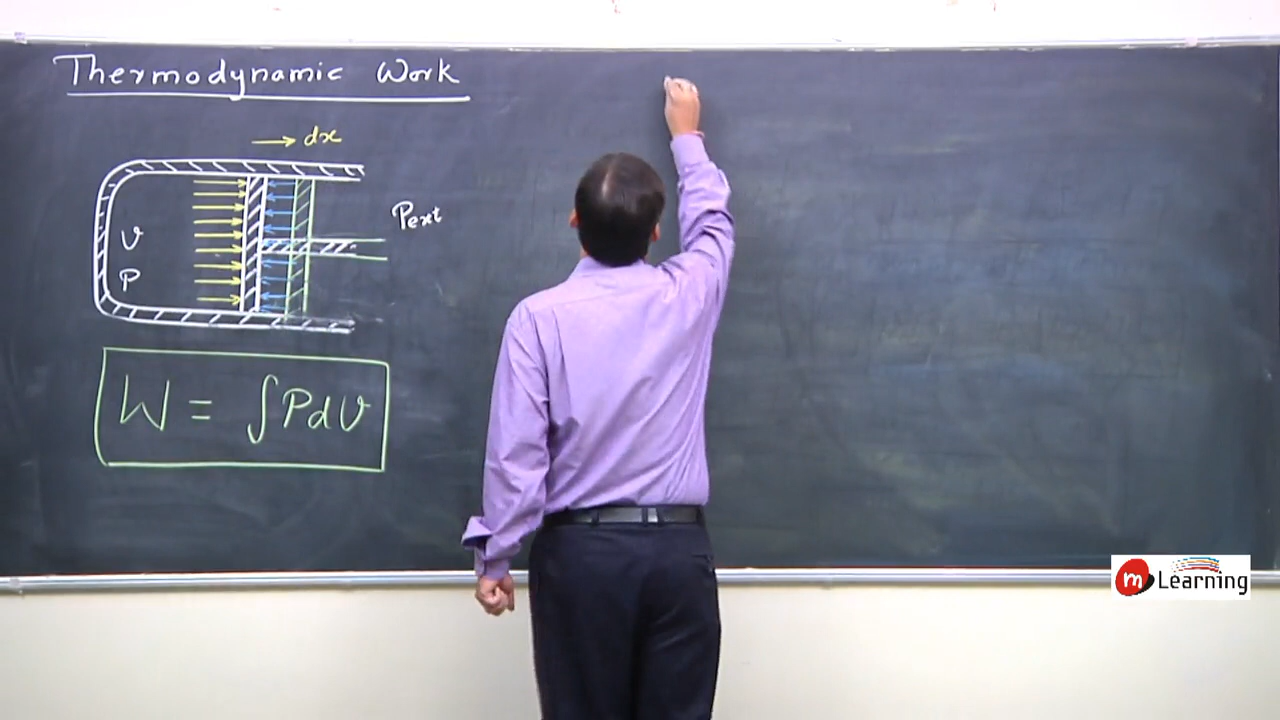 Thermodynamic Work
dx
Pext
V
P
W = ∫PdV
m Learning